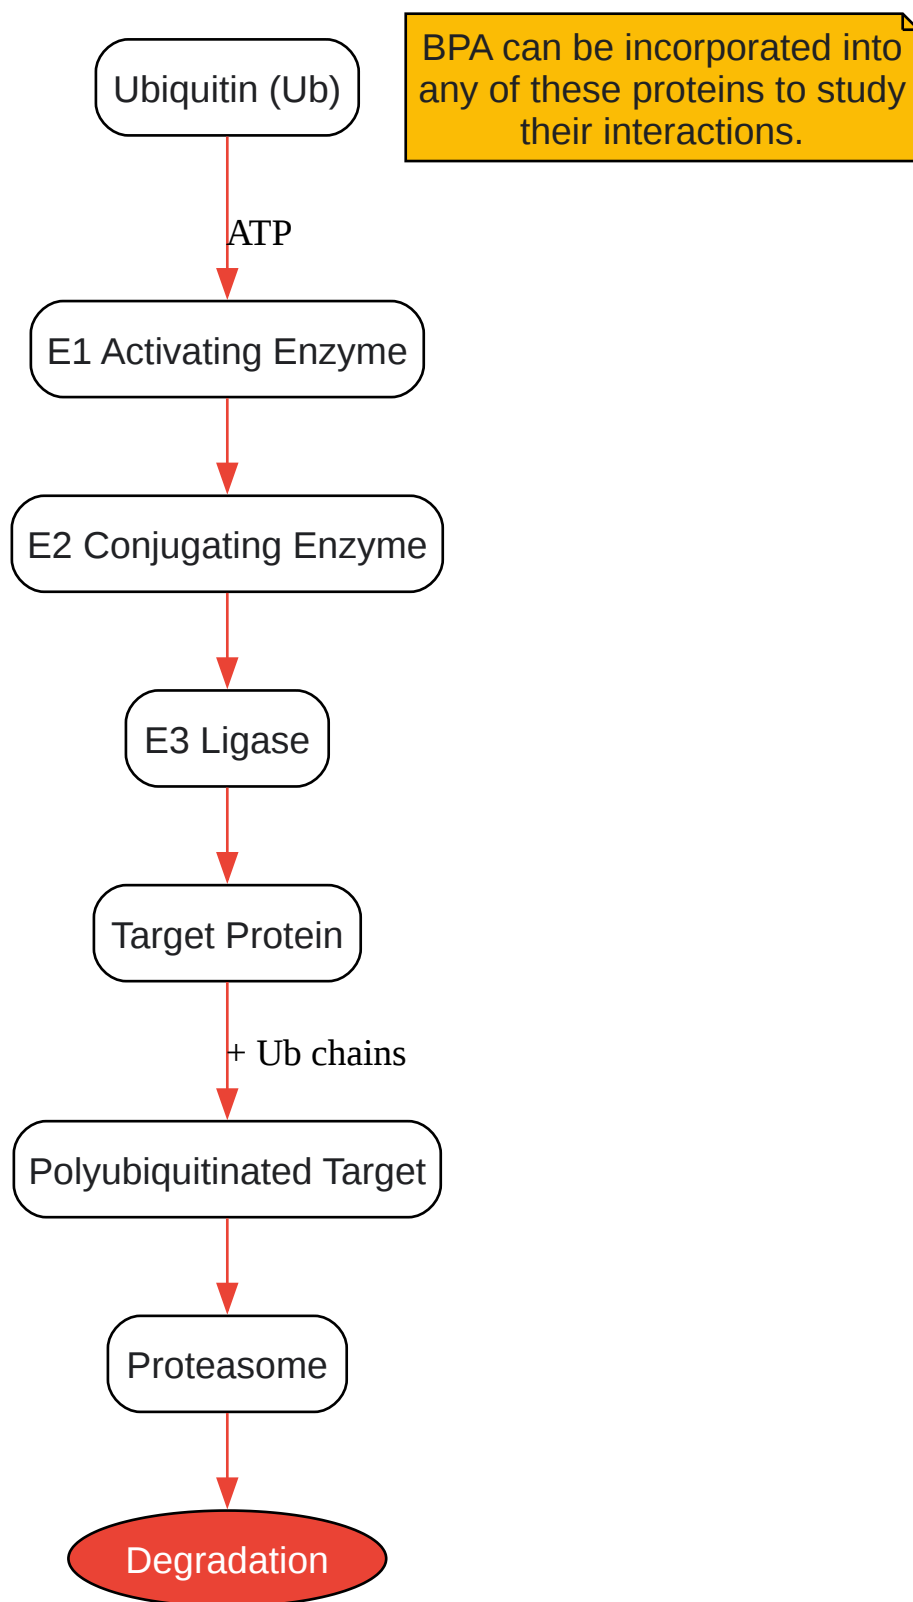 Ubiquitin (Ub)
BPA can be incorporated into
any of these proteins to study
their interactions.
ATP
E1 Activating Enzyme
E2 Conjugating Enzyme
E3 Ligase
Target Protein
+ Ub chains
Polyubiquitinated Target
Proteasome
Degradation